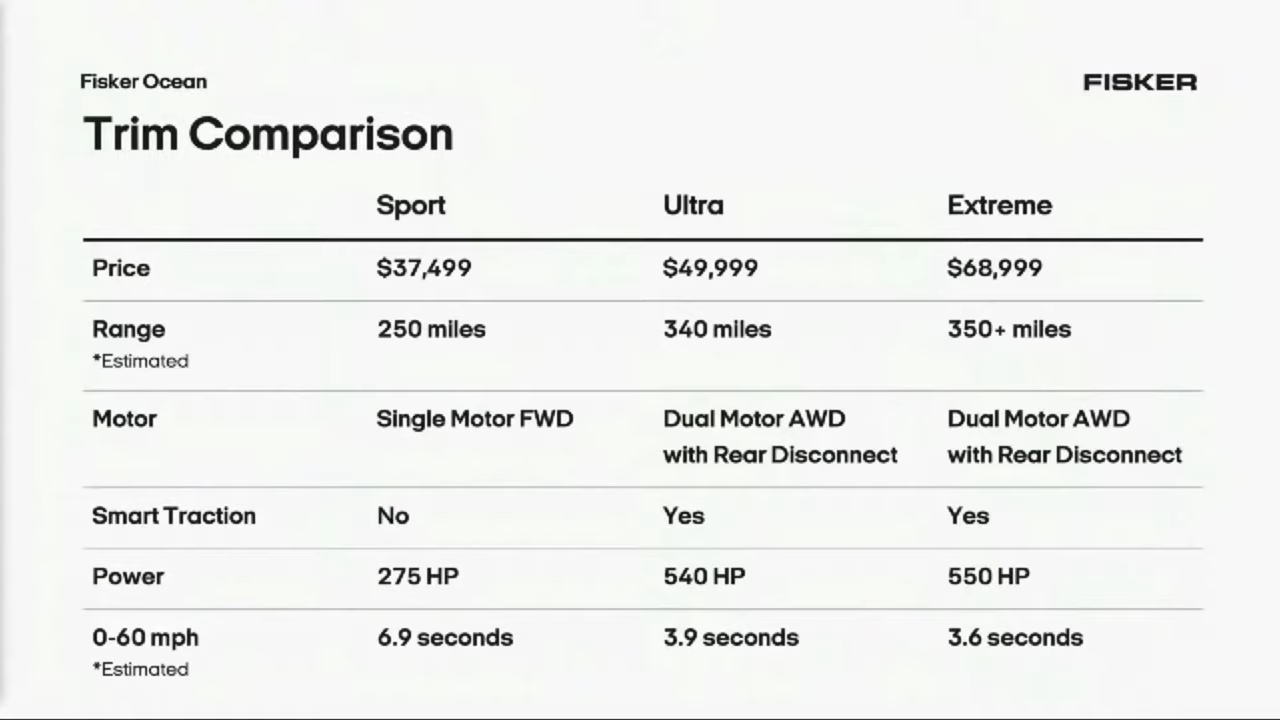 Fisker Ocean
FISKER
Trim Comparison
Sport Ultra Extreme
Price $37,499 $49,999 $68,999
Range 250 miles 340 miles 350+ miles
*Estimated
Motor Single Motor FWD Dual Motor AWD Dual Motor AWD
with Rear Disconnect with Rear Disconnect
Smart Traction No Yes Yes
Power 275 HP 540 HP 550 HP
0-60 mph 6.9 seconds 3.9 seconds 3.6 seconds
*Estimated